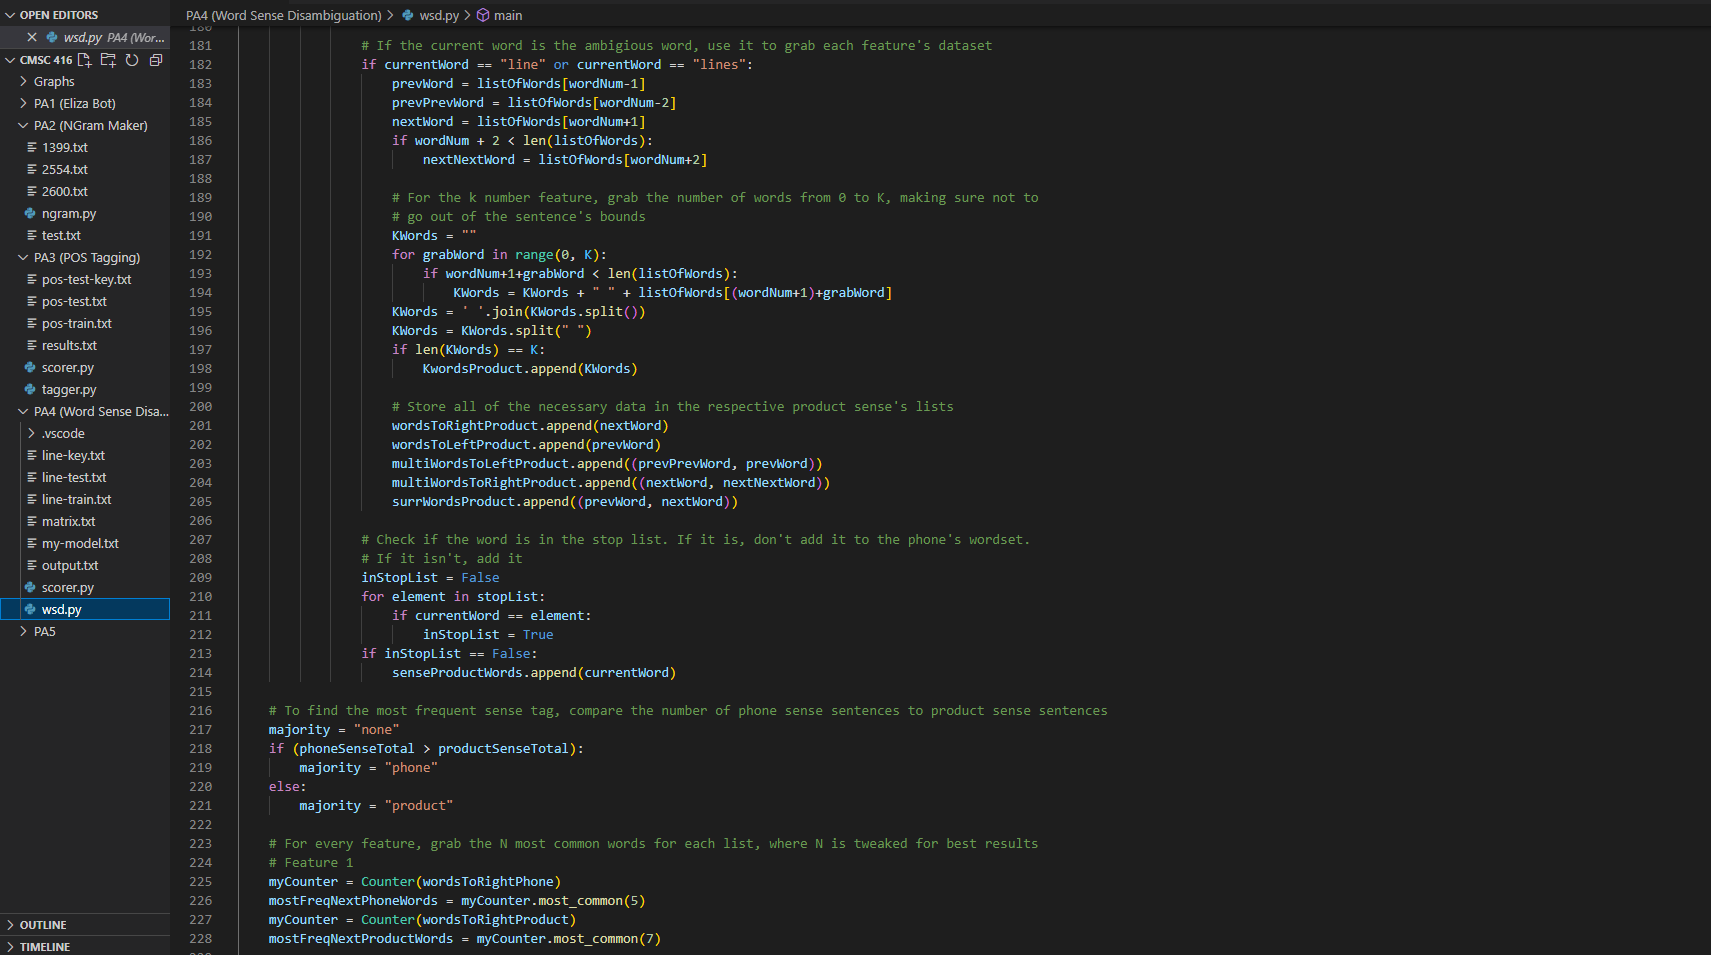 OPEN EDITORS
wsd.py PA4 (Wor...
CMSC 416
Graphs
PA1 (Eliza Bot)
PA2 (NGram Maker)
1399.txt
2554.txt
2600.txt
ngram.py
test.txt
PA3 (POS Tagging)
pos-test-key.txt
pos-test.txt
pos-train.txt
results.txt
scorer.py
tagger.py
PA4 (Word Sense Disa...
.vscode
line-key.txt
line-test.txt
line-train.txt
matrix.txt
my-model.txt
output.txt
scorer.py
wsd.py
PA5
OUTLINE
TIMELINE
PA4 (Word Sense Disambiguation) > wsd.py > main
180
181 # If the current word is the ambigious word, use it to grab each feature's dataset
182 if currentWord == "line" or currentWord == "lines":
183 prevWord = listOfWords[wordNum-1]
184 prevPrevWord = listOfWords[wordNum-2]
185 nextWord = listOfWords[wordNum+1]
186 if wordNum + 2 < len(listOfWords):
187 nextNextWord = listOfWords[wordNum+2]
188
189 # For the k number feature, grab the number of words from 0 to K, making sure not to
190 # go out of the sentence's bounds
191 KWords = ""
192 for grabWord in range(0, K):
193 if wordNum+1+grabWord < len(listOfWords):
194 KWords = KWords + " " + listOfWords[(wordNum+1)+grabWord]
195 KWords = ' '.join(KWords.split())
196 KWords = KWords.split(" ")
197 if len(KWords) == K:
198 KwordsProduct.append(KWords)
199
200 # Store all of the necessary data in the respective product sense's lists
201 wordsToRightProduct.append(nextWord)
202 wordsToLeftProduct.append(prevWord)
203 multiWordsToLeftProduct.append((prevPrevWord, prevWord))
204 multiWordsToRightProduct.append((nextWord, nextNextWord))
205 surrWordsProduct.append((prevWord, nextWord))
206
207 # Check if the word is in the stop list. If it is, don't add it to the phone's wordset.
208 # If it isn't, add it
209 inStopList = False
210 for element in stopList:
211 if currentWord == element:
212 inStopList = True
213 if inStopList == False:
214 senseProductWords.append(currentWord)
215
216 # To find the most frequent sense tag, compare the number of phone sense sentences to product sense sentences
217 majority = "none"
218 if (phoneSenseTotal > productSenseTotal):
219 majority = "phone"
220 else:
221 majority = "product"
222
223 # For every feature, grab the N most common words for each list, where N is tweaked for best results
224 # Feature 1
225 myCounter = Counter(wordsToRightPhone)
226 mostFreqNextPhoneWords = myCounter.most_common(5)
227 myCounter = Counter(wordsToRightProduct)
228 mostFreqNextProductWords = myCounter.most_common(7)